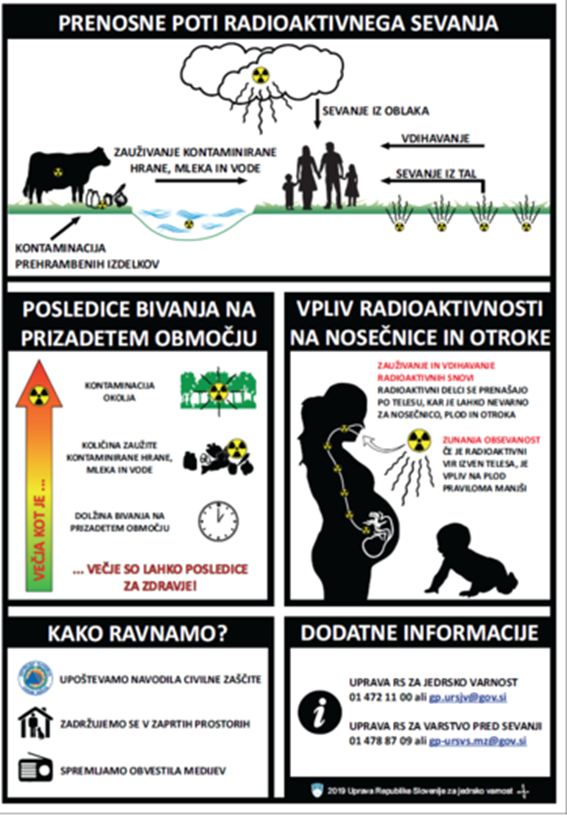 PRENOSNE POTI RADIOAKTIVNEGA SEVANJA
SEVANJE IZ OBLAKA
VDIHAVANJE
ZAUŽIVANJE KONTAMINIRANE
HRANE, MLEKA IN VODE
SEVANJE IZ TAL
KONTAMINACIJA
PREHRAMBENIH IZDELKOV
POSLEDICE BIVANJA NA
PRIZADETEM OBMOČJU
VEČJA KOT JE ...
KONTAMINACIJA
OKOLJA
KOLIČINA ZAUŽITE
KONTAMINIRANE HRANE,
MLEKA IN VODE
DOLŽINA BIVANJA NA
PRIZADETEM OBMOČJU
... VEČJE SO LAHKO POSLEDICE
ZA ZDRAVJE!
VPLIV RADIOAKTIVNOSTI
NA NOSEČNICE IN OTROKE
ZAUŽIVANJE IN VDIHAVANJE
RADIOAKTIVNIH SNOVI
RADIOAKTIVNI DELCI SE PRENAŠAJO
PO TELESU, KAR JE LAHKO NEVARNO
ZA NOSEČNICO, PLOD IN OTROKA
ZUNANJA OBSEVANOST
ČE JE RADIOAKTIVNI
VIR IZVEN TELESA, JE
VPLIV NA PLOD
PRAVILOMA MANJŠI
KAKO RAVNAMO?
UPOŠTEVAMO NAVODILA CIVILNE ZAŠČITE
ZADRŽUJEMO SE V ZAPRTIH PROSTORIH
SPREMLJAMO OBVESTILA MEDIJEV
DODATNE INFORMACIJE
UPRAVA RS ZA JEDRSKO VARNOST
01 472 11 00 ali gp.ursjv@gov.si
UPRAVA RS ZA VARSTVO PRED SEVANJI
01 478 87 09 ali gp-ursvs.mz@gov.si
2019 Uprava Republike Slovenije za jedrsko varnost